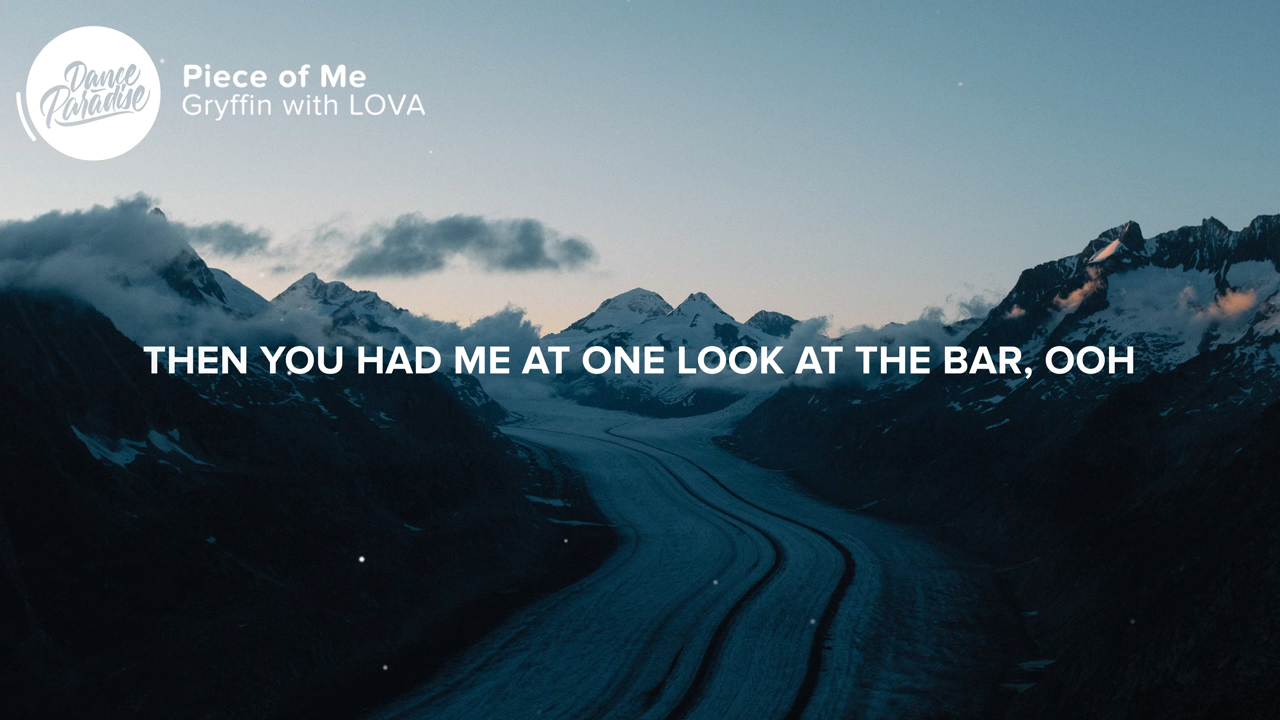 Dance
Paradise
Piece of Me
Gryffin with LOVA
THEN YOU HAD ME AT ONE LOOK AT THE BAR, OOH